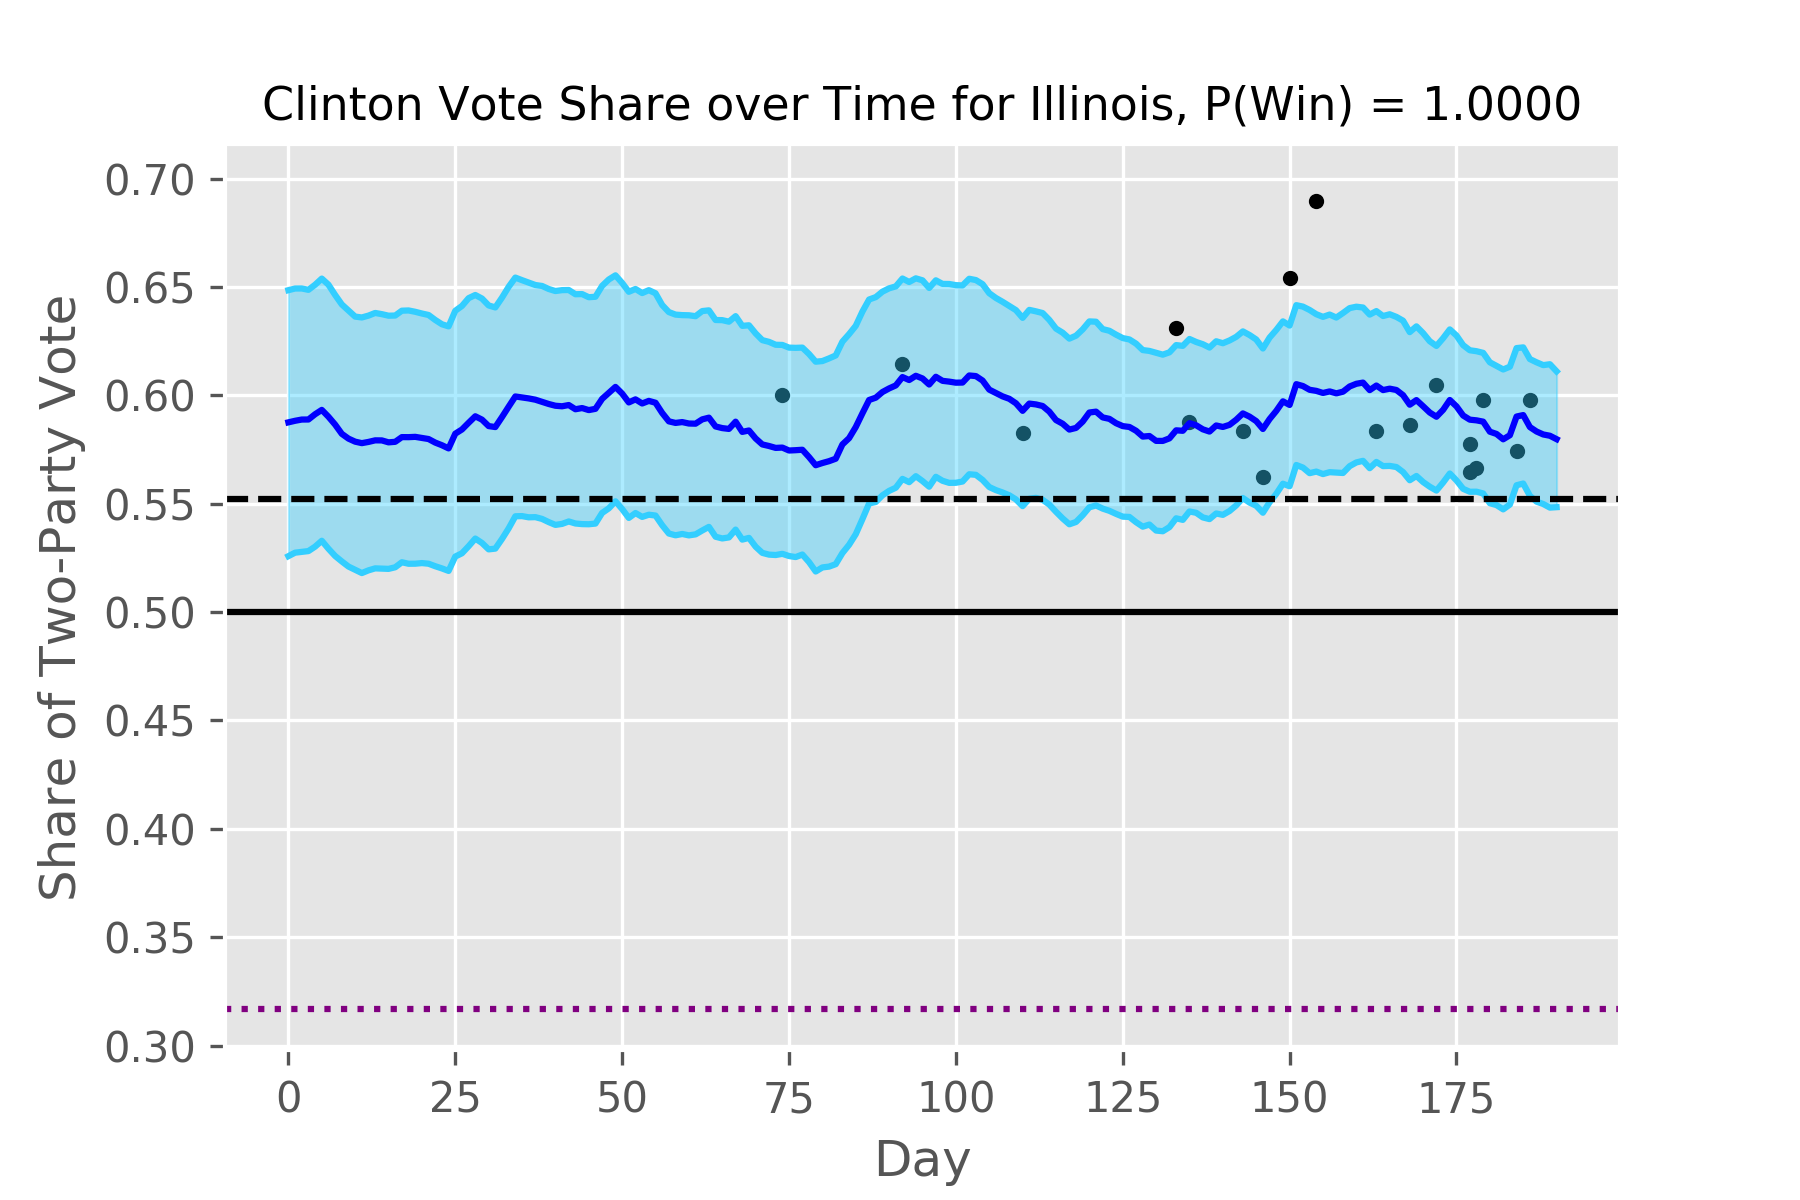 Clinton Vote Share over Time for Illinois, P(Win) = 1.0000
Share of Two-Party Vote
0.70
0.65
0.60
0.55
0.50
0.45
0.40
0.35
0.30
0 25 50 75 100 125 150 175
Day